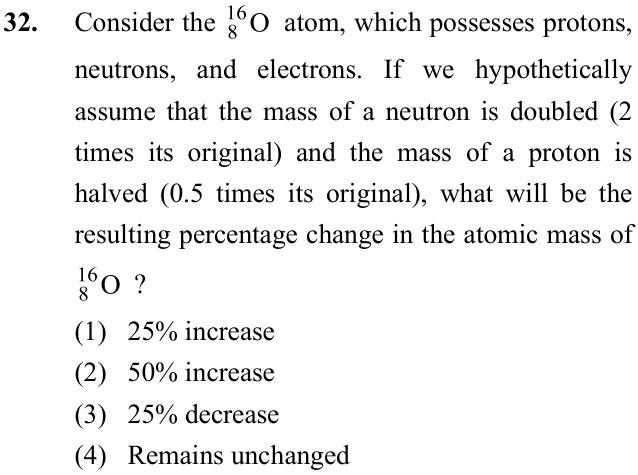 32. Consider the ¹⁶₈O atom, which possesses protons,
neutrons, and electrons. If we hypothetically
assume that the mass of a neutron is doubled (2
times its original) and the mass of a proton is
halved (0.5 times its original), what will be the
resulting percentage change in the atomic mass of
¹⁶₈O ?
(1) 25% increase
(2) 50% increase
(3) 25% decrease
(4) Remains unchanged